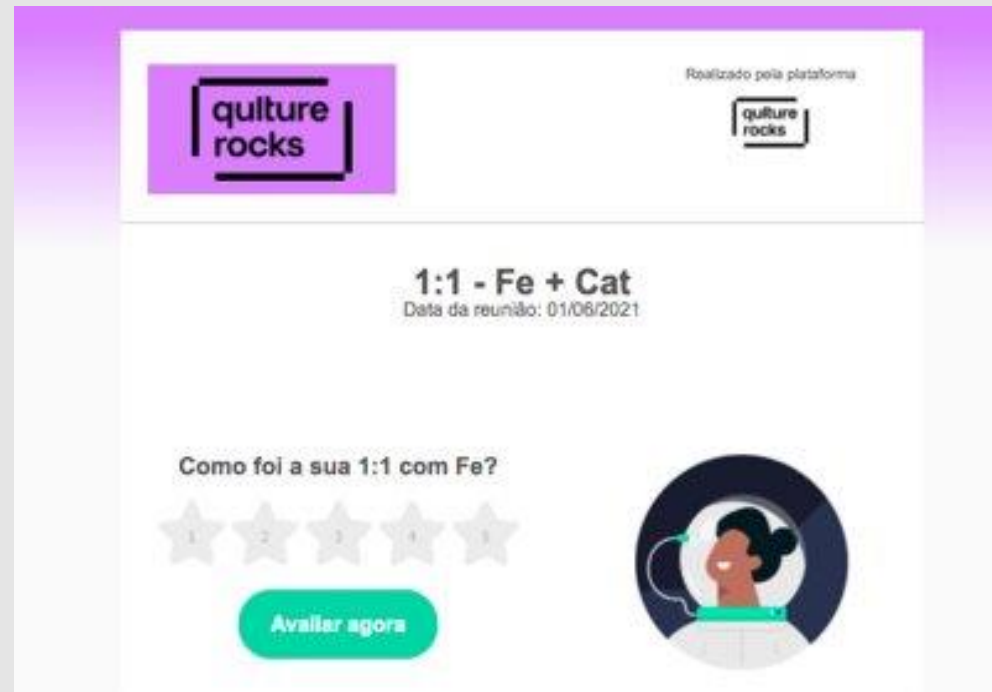 qulture
rocks
Realizado pela plataforma
qulture
rocks
1:1 - Fe + Cat
Data da reunião: 01/06/2021
Como foi a sua 1:1 com Fe?
1 2 3 4 5
Avaliar agora